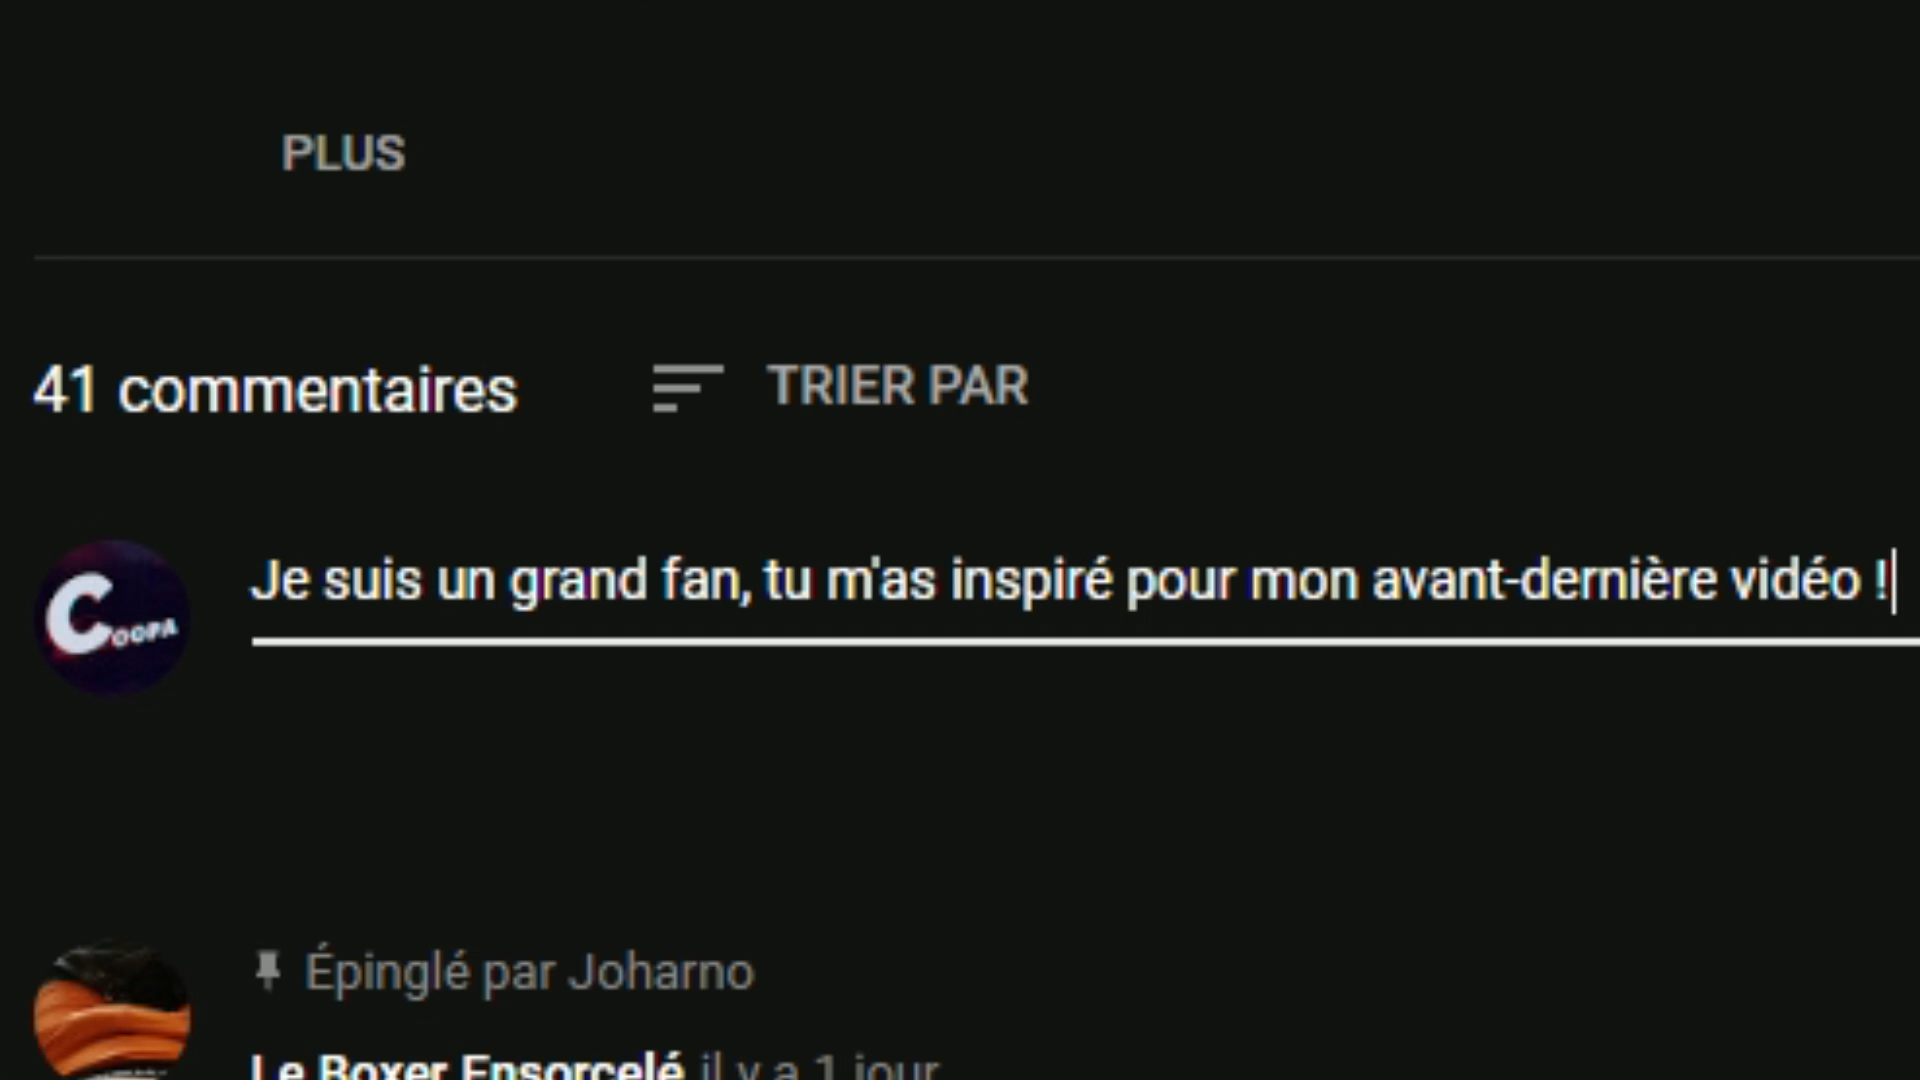 PLUS
41 commentaires
TRIER PAR
COOPA
Je suis un grand fan, tu m'as inspiré pour mon avant-dernière vidéo !
Épinglé par Joharno
Le Boxer Ensorcelé il y a 1 jour